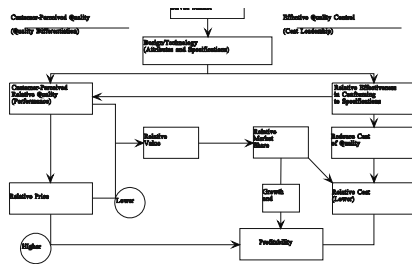 Customer-Perceived Quality
(Quality Differentiation)
Effective Quality Control
(Cost Leadership)
Design/Technology
(Attributes and Specifications)
Customer-Perceived
Relative Quality
(Performance)
Relative Effectiveness
in Conforming
to Specifications
Relative
Value
Relative
Market
Share
Reduced Cost
of Quality
Relative Price
Lower
Growth
and
Relative Cost
(Lower)
Higher
Profitability